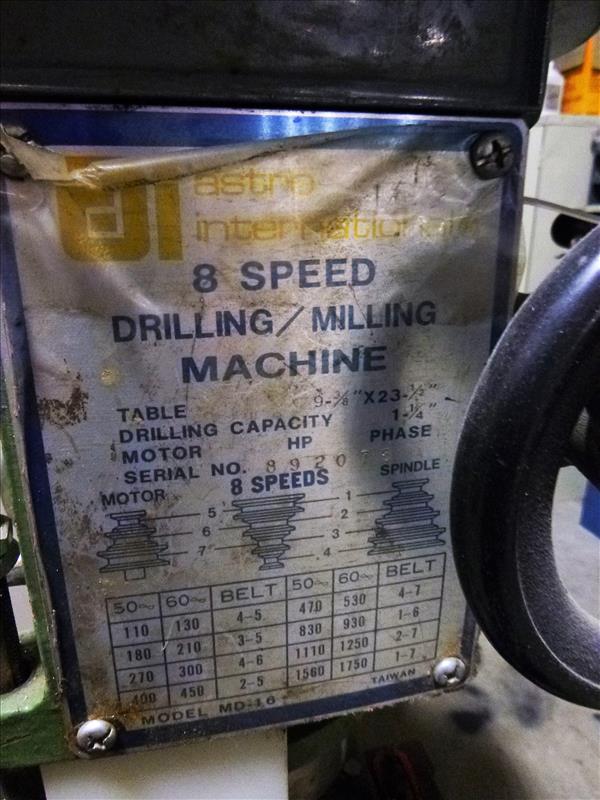 astro
international
8 SPEED
DRILLING/MILLING
MACHINE
TABLE 9-3/8"X23-1/2"
DRILLING CAPACITY 1-1/4"
MOTOR HP PHASE
SERIAL NO.
8 SPEEDS
MOTOR SPINDLE
5 1
6 2
7 3
4
50∾ 60∾ BELT 50∾ 60∾ BELT
110 130 4-5 470 530 4-7
180 210 3-5 830 930 1-6
270 300 4-6 1110 1250 2-7
400 450 2-5 1560 1750 1-7
MODEL MD-16 TAIWAN